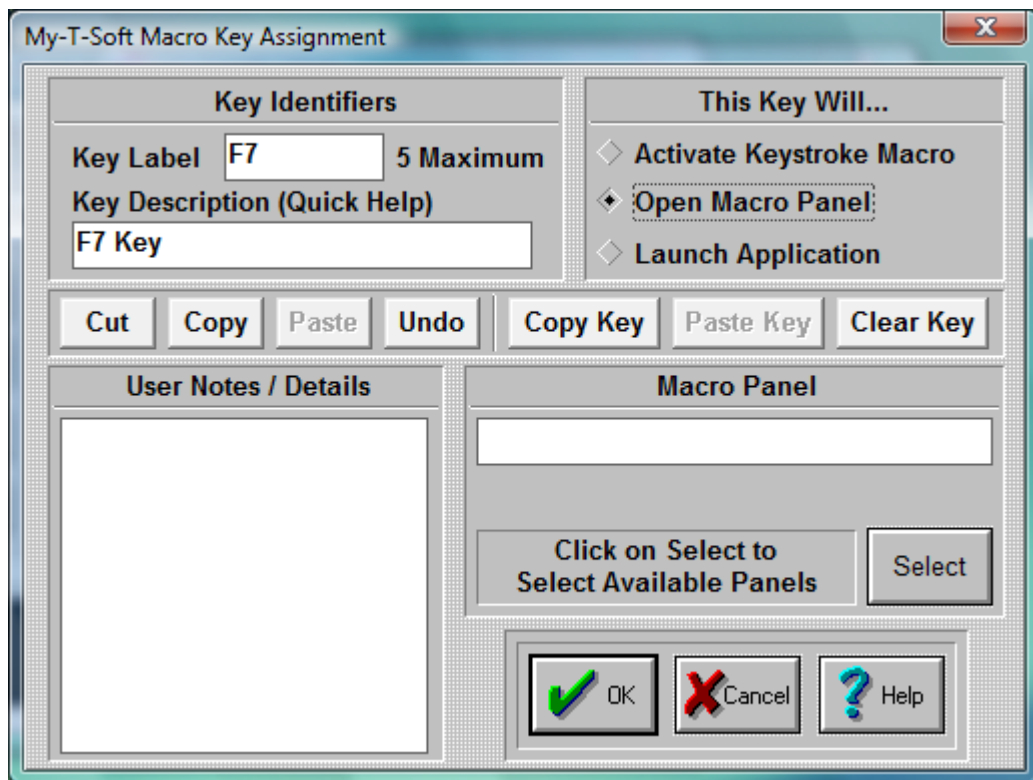 My-T-Soft Macro Key Assignment
Key Identifiers
Key Label F7 5 Maximum
Key Description (Quick Help)
F7 Key
This Key Will...
Activate Keystroke Macro
Open Macro Panel
Launch Application
Cut Copy Paste Undo Copy Key Paste Key Clear Key
User Notes / Details
Macro Panel
Click on Select to
Select Available Panels
Select
OK Cancel Help